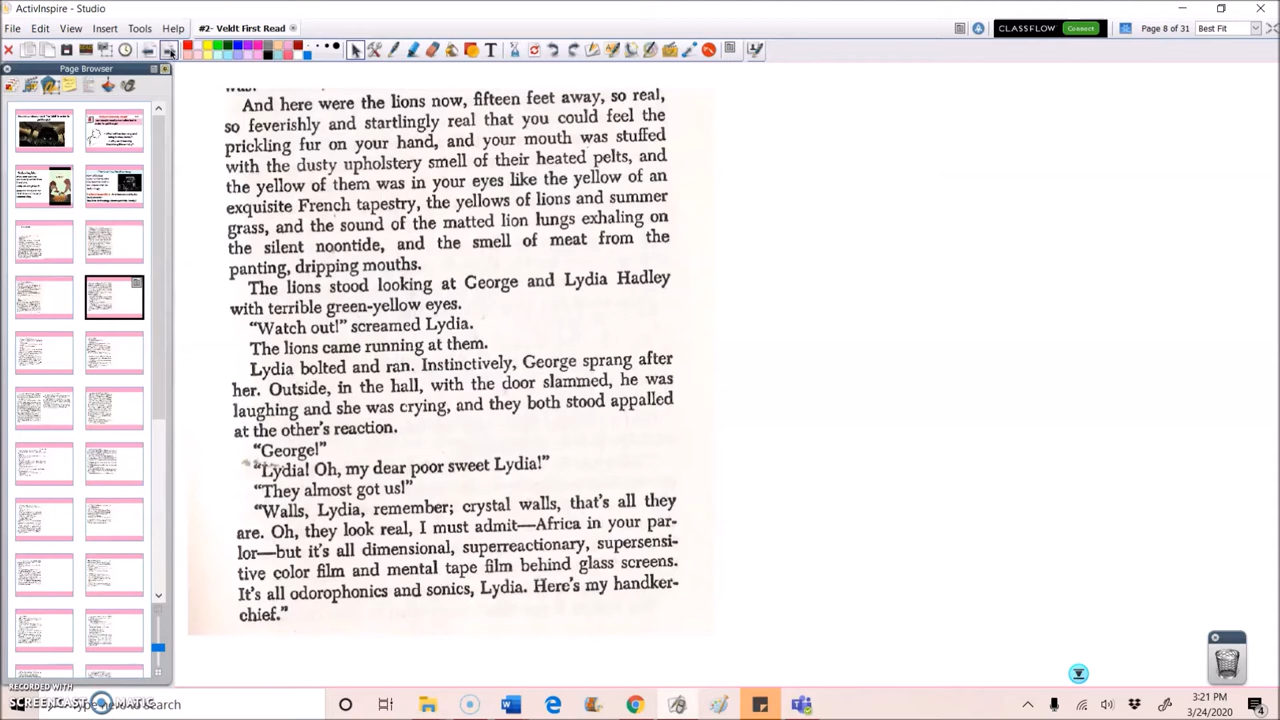 ActivInspire - Studio
File Edit View Insert Tools Help #2- Veldt First Read
CLASSFLOW Connect Page 8 of 31 Best Fit
Page Browser
And here were the lions now, fifteen feet away, so real,
so feverishly and startlingly real that you could feel the
prickling fur on your hand, and your mouth was stuffed
with the dusty upholstery smell of their heated pelts, and
the yellow of them was in your eyes like the yellow of an
exquisite French tapestry, the yellows of lions and summer
grass, and the sound of the matted lion lungs exhaling on
the silent noontide, and the smell of meat from the
panting, dripping mouths.
The lions stood looking at George and Lydia Hadley
with terrible green-yellow eyes.
“Watch out!” screamed Lydia.
The lions came running at them.
Lydia bolted and ran. Instinctively, George sprang after
her. Outside, in the hall, with the door slammed, he was
laughing and she was crying, and they both stood appalled
at the other’s reaction.
“George!”
“Lydia! Oh, my dear poor sweet Lydia!”
“They almost got us!”
“Walls, Lydia, remember; crystal walls, that’s all they
are. Oh, they look real, I must admit—Africa in your par-
lor—but it’s all dimensional, superreactionary, supersensi-
tive color film and mental tape film behind glass screens.
It’s all odorophonics and sonics, Lydia. Here’s my handker-
chief.”
RECORDED WITH
SCREENCAST MATIC
Type here to search
3:21 PM
3/24/2020
4